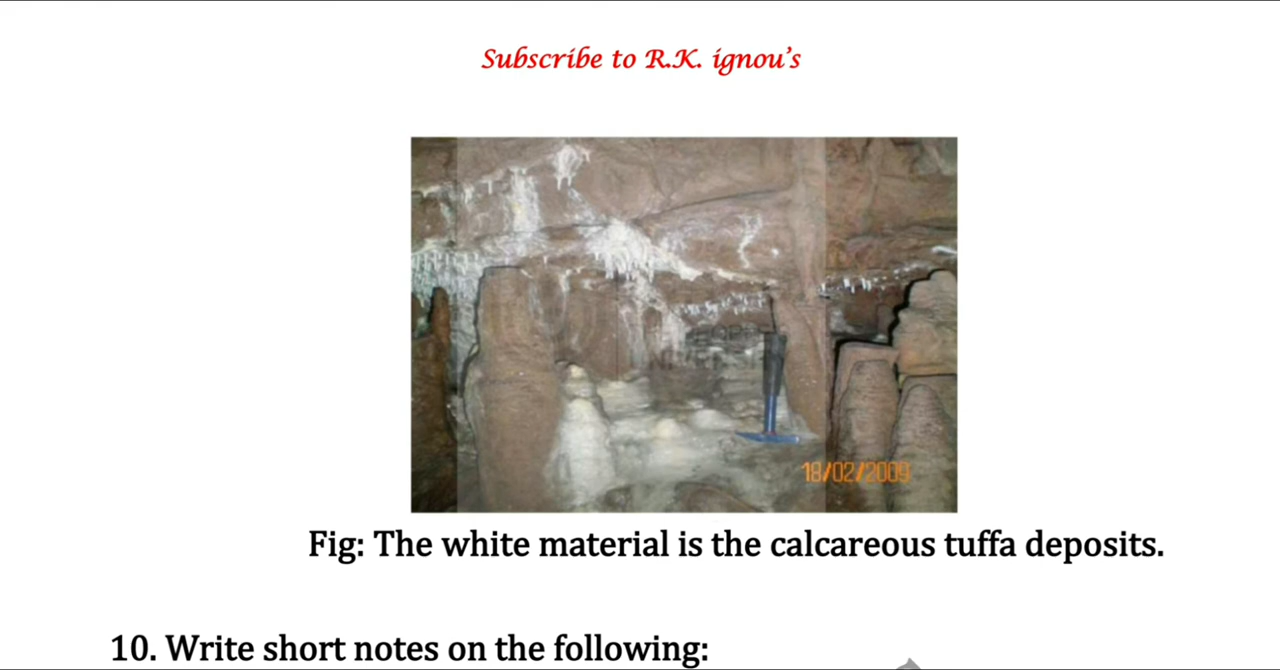 Subscribe to R.K. ignou's
18/02/2009
Fig: The white material is the calcareous tuffa deposits.
10. Write short notes on the following: